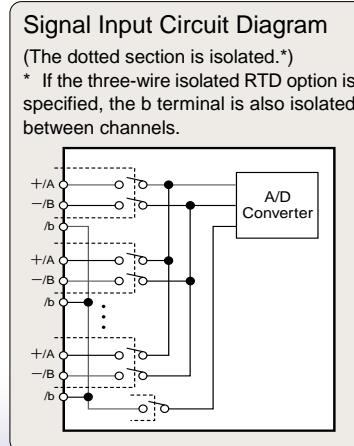 Signal Input Circuit Diagram
(The dotted section is isolated.*)
* If the three-wire isolated RTD option is
specified, the b terminal is also isolated
between channels.
+/A
−/B
/b
A/D
Converter
+/A
−/B
/b
+/A
−/B
/b